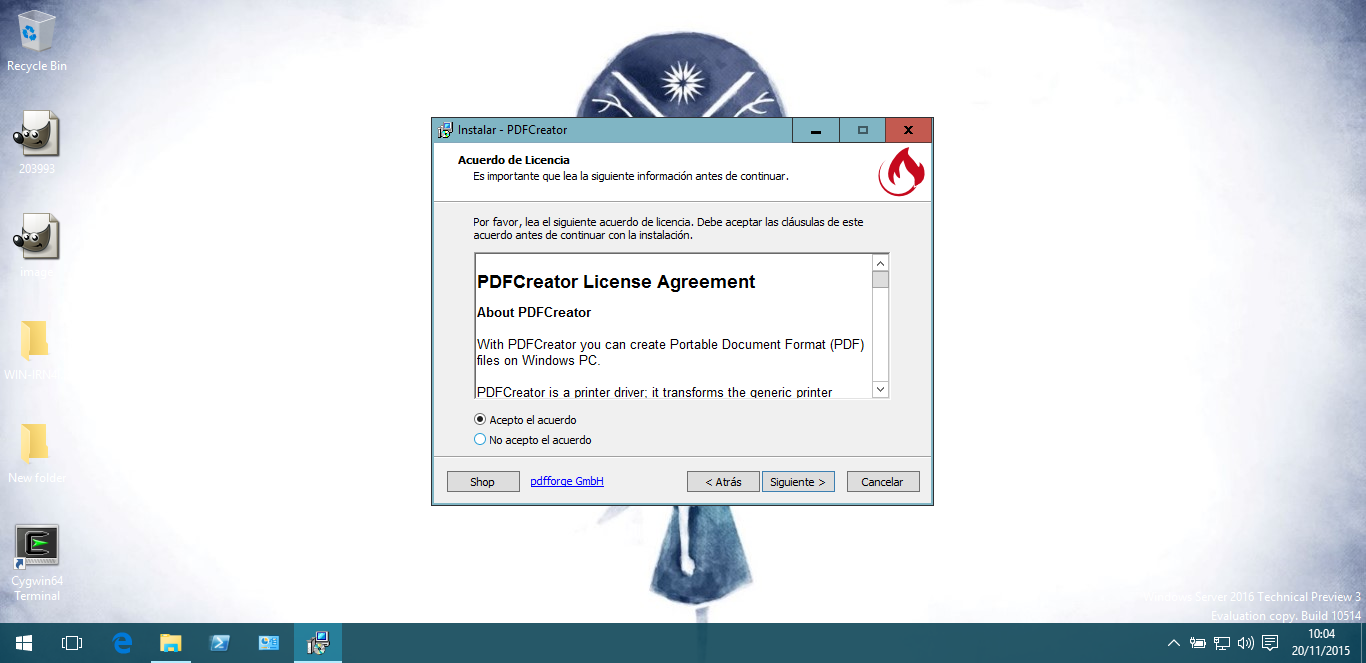 Recycle Bin
203993
image
New folder
Cygwin64
Terminal
Instalar - PDFCreator
Acuerdo de Licencia
Es importante que lea la siguiente información antes de continuar.
Por favor, lea el siguiente acuerdo de licencia. Debe aceptar las cláusulas de este
acuerdo antes de continuar con la instalación.
PDFCreator License Agreement
About PDFCreator
With PDFCreator you can create Portable Document Format (PDF)
files on Windows PC.
PDFCreator is a printer driver; it transforms the generic printer
Acepto el acuerdo
No acepto el acuerdo
Shop
pdfforge GmbH
< Atrás
Siguiente >
Cancelar
Windows Server 2016 Technical Preview 3
Evaluation copy. Build 10514
10:04
20/11/2015